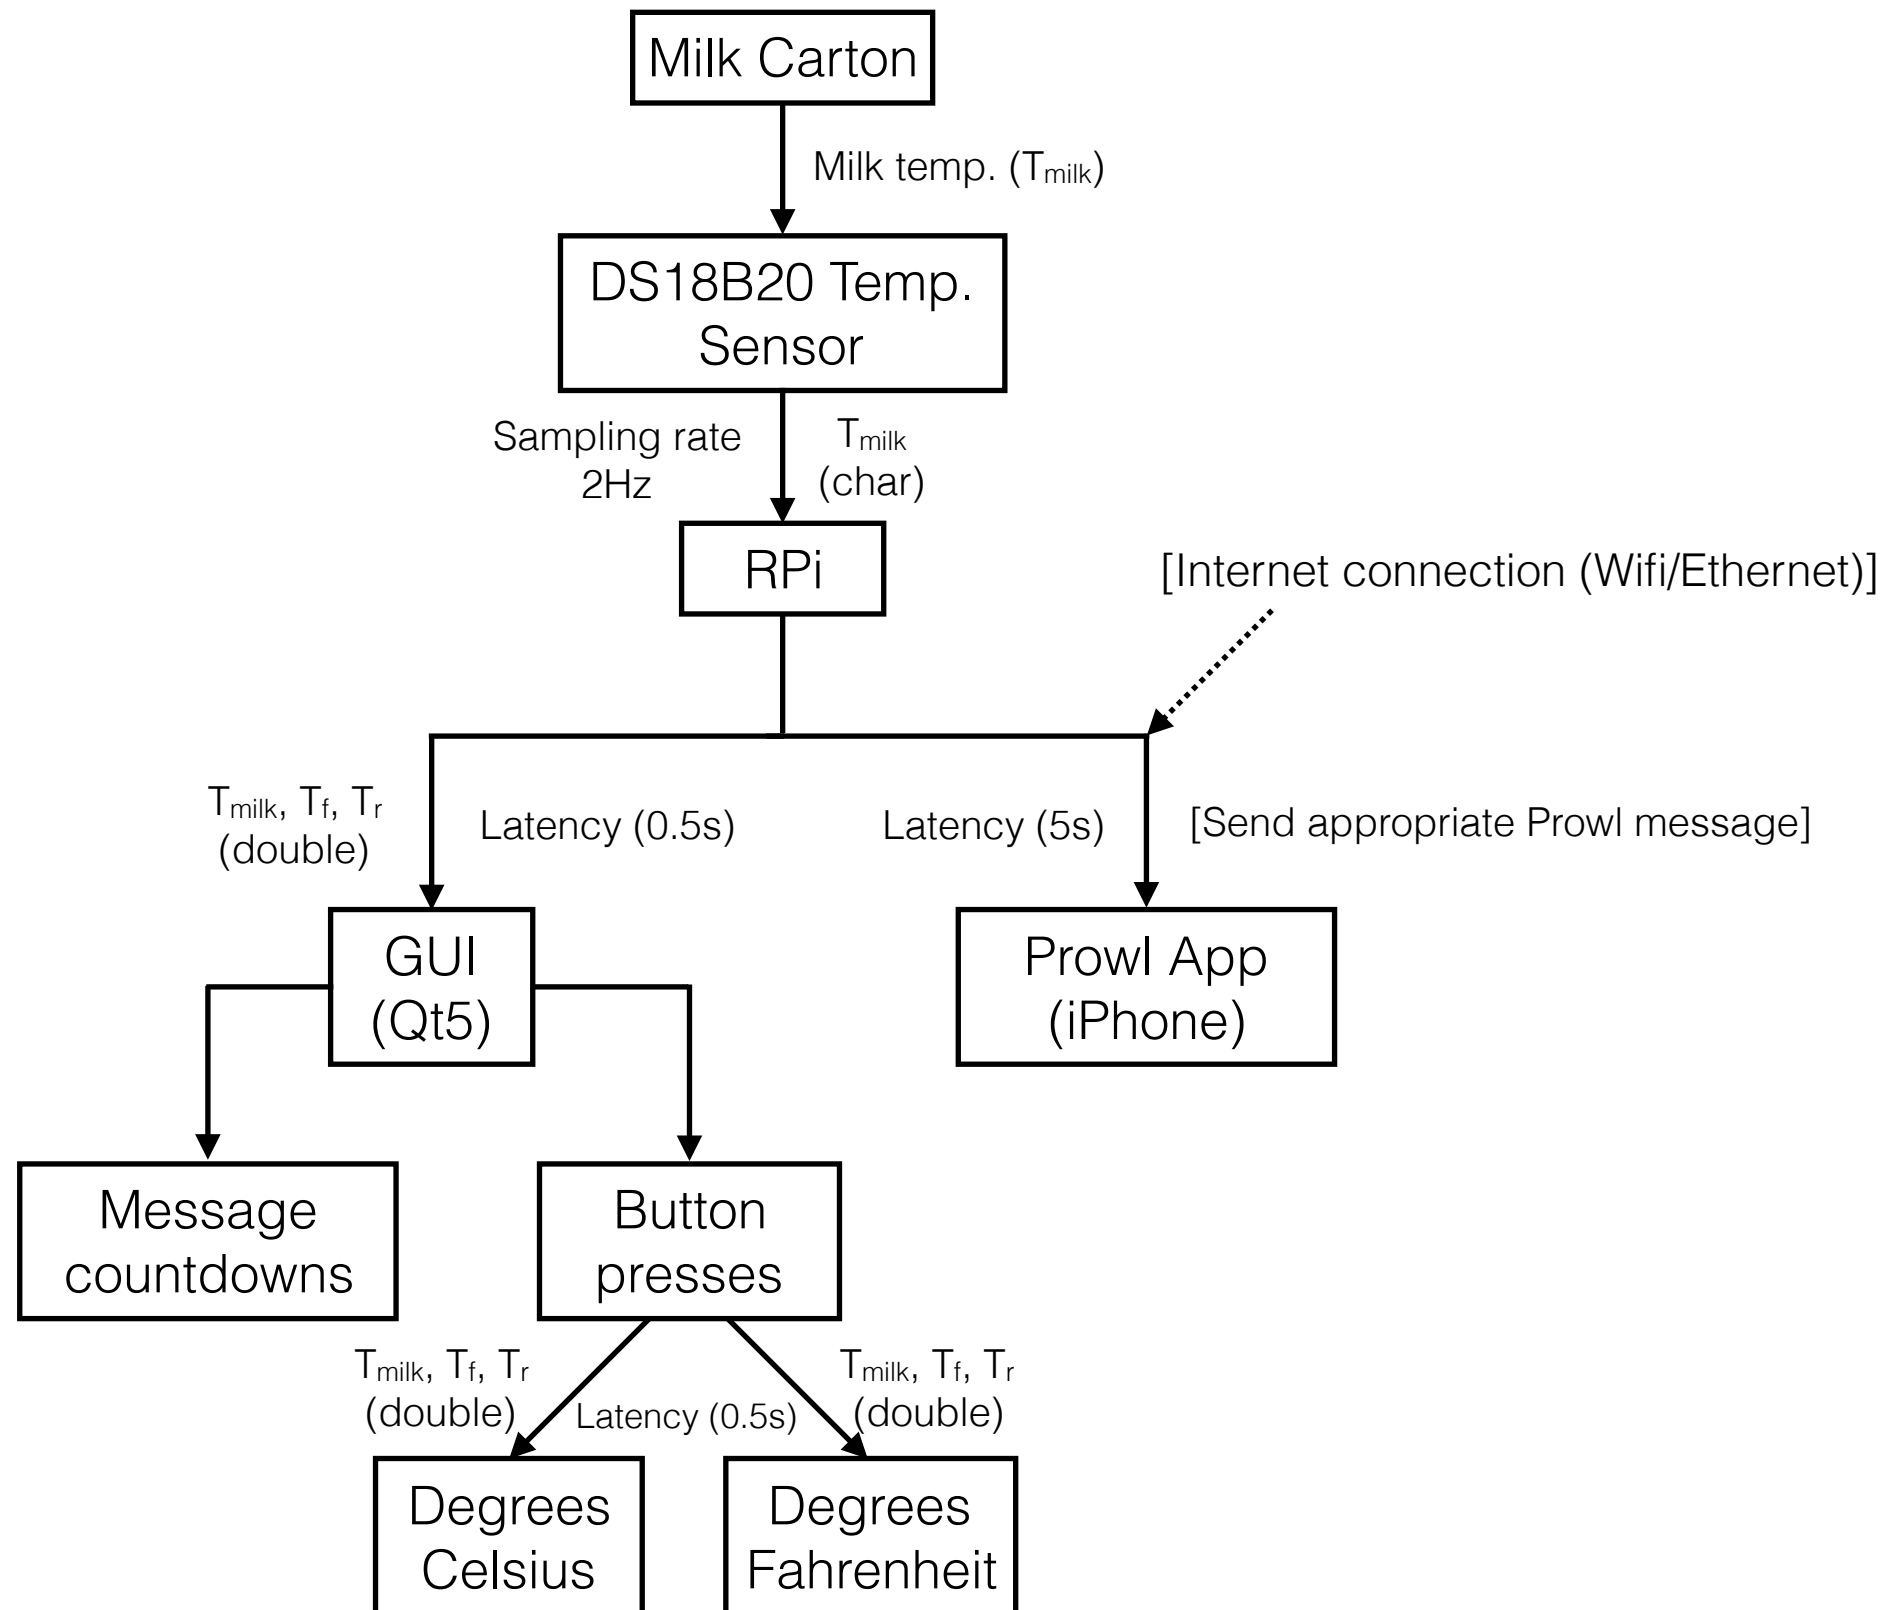 Milk Carton
Milk temp. (Tmilk)
DS18B20 Temp.
Sensor
Sampling rate
2Hz
Tmilk
(char)
RPi
[Internet connection (Wifi/Ethernet)]
Tmilk, Tf, Tr
(double)
Latency (0.5s)
Latency (5s)
[Send appropriate Prowl message]
GUI
(Qt5)
Prowl App
(iPhone)
Message
countdowns
Button
presses
Tmilk, Tf, Tr
(double)
Latency (0.5s)
Tmilk, Tf, Tr
(double)
Degrees
Celsius
Degrees
Fahrenheit